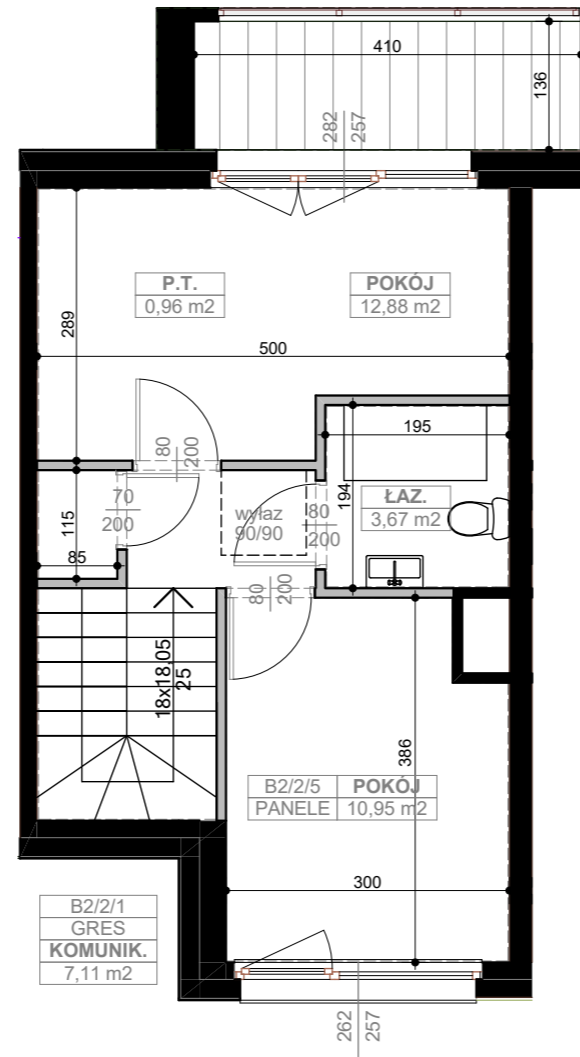 410
136
282
257
P.T.
0,96 m2
POKÓJ
12,88 m2
289
500
80
200
195
70
200
115
wyłaz
90/90
80
200
194
ŁAZ.
3,67 m2
85
80
200
18x18,05
25
386
B2/2/5 POKÓJ
PANELE 10,95 m2
300
B2/2/1
GRES
KOMUNIK.
7,11 m2
262
257